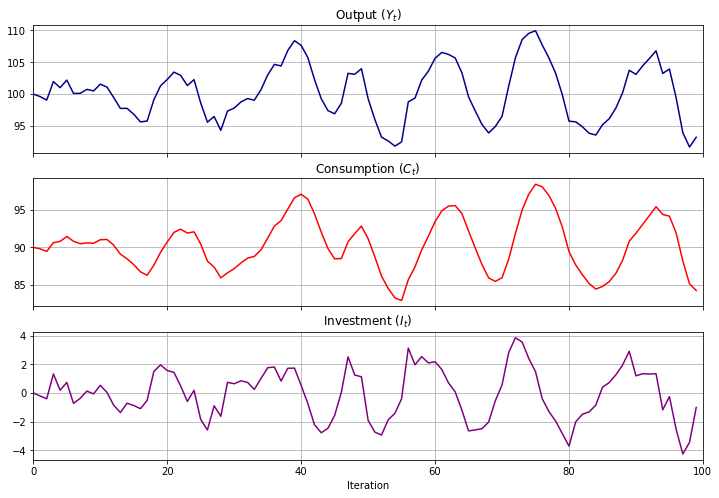 Output (Y_t)
110
105
100
95
Consumption (C_t)
95
90
85
Investment (I_t)
4
2
0
−2
−4
0 20 40 60 80 100
Iteration